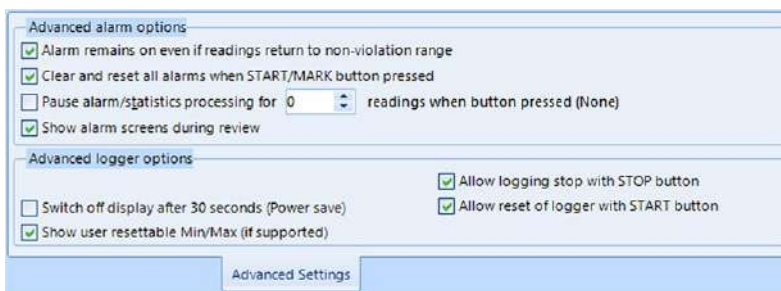 Advanced alarm options
Alarm remains on even if readings return to non-violation range
Clear and reset all alarms when START/MARK button pressed
Pause alarm/statistics processing for 0 readings when button pressed (None)
Show alarm screens during review
Advanced logger options
Allow logging stop with STOP button
Switch off display after 30 seconds (Power save)
Allow reset of logger with START button
Show user resettable Min/Max (if supported)
Advanced Settings